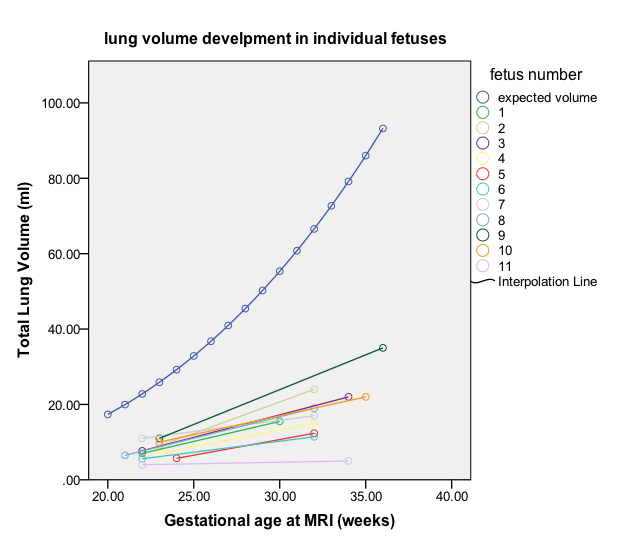 lung volume develpment in individual fetuses
fetus number
expected volume
1
2
3
4
5
6
7
8
9
10
11
Interpolation Line
Total Lung Volume (ml)
100.00
80.00
60.00
40.00
20.00
.00
20.00 25.00 30.00 35.00 40.00
Gestational age at MRI (weeks)